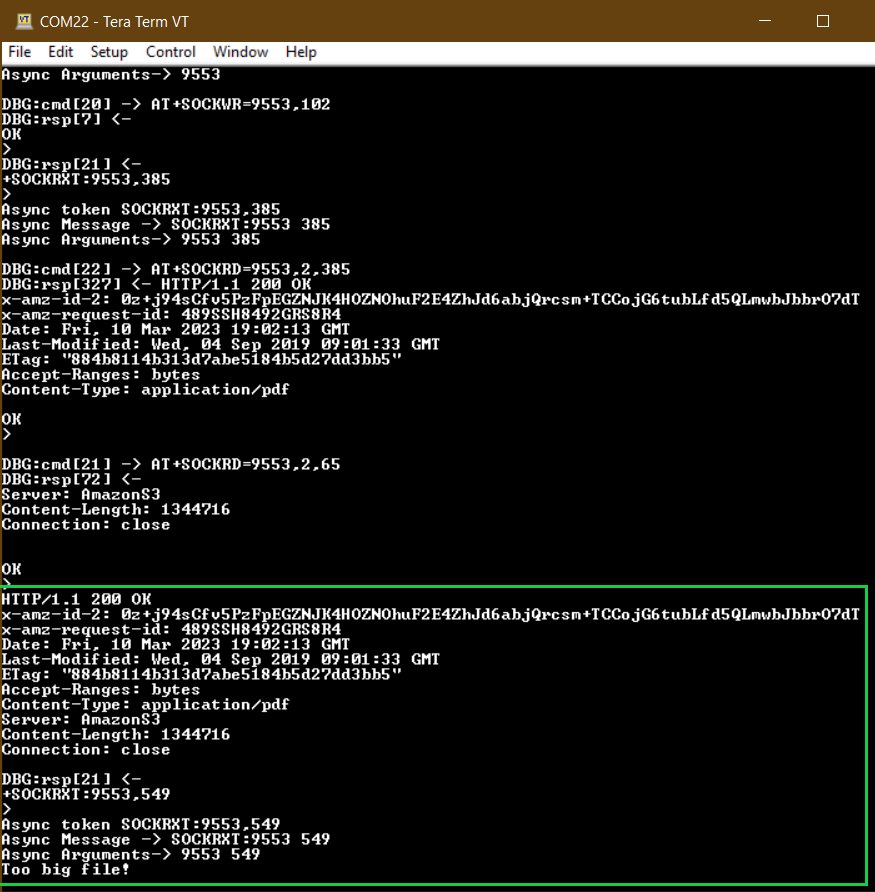 COM22 - Tera Term VT
File Edit Setup Control Window Help
Async Arguments-> 9553
DBG:cmd[20] -> AT+SOCKWR=9553,102
DBG:rsp[7] <-
OK
>
DBG:rsp[21] <-
+SOCKRXT:9553,385
>
Async token SOCKRXT:9553,385
Async Message -> SOCKRXT:9553 385
Async Arguments-> 9553 385
DBG:cmd[22] -> AT+SOCKRD=9553,2,385
DBG:rsp[327] <- HTTP/1.1 200 OK
x-amz-id-2: 0z+j94sCfv5PzFpEGZNJK4HOZNOhuF2E4ZhJd6abjQrcsm+TCCojG6tubLfd5QLmwbJbbrO7dT
x-amz-request-id: 489SSH8492GRS8R4
Date: Fri, 10 Mar 2023 19:02:13 GMT
Last-Modified: Wed, 04 Sep 2019 09:01:33 GMT
ETag: "884b8114b313d7abe5184b5d27dd3bb5"
Accept-Ranges: bytes
Content-Type: application/pdf
OK
>
DBG:cmd[21] -> AT+SOCKRD=9553,2,65
DBG:rsp[72] <-
Server: AmazonS3
Content-Length: 1344716
Connection: close
OK
>
HTTP/1.1 200 OK
x-amz-id-2: 0z+j94sCfv5PzFpEGZNJK4HOZNOhuF2E4ZhJd6abjQrcsm+TCCojG6tubLfd5QLmwbJbbrO7dT
x-amz-request-id: 489SSH8492GRS8R4
Date: Fri, 10 Mar 2023 19:02:13 GMT
Last-Modified: Wed, 04 Sep 2019 09:01:33 GMT
ETag: "884b8114b313d7abe5184b5d27dd3bb5"
Accept-Ranges: bytes
Content-Type: application/pdf
Server: AmazonS3
Content-Length: 1344716
Connection: close
DBG:rsp[21] <-
+SOCKRXT:9553,549
>
Async token SOCKRXT:9553,549
Async Message -> SOCKRXT:9553 549
Async Arguments-> 9553 549
Too big file!